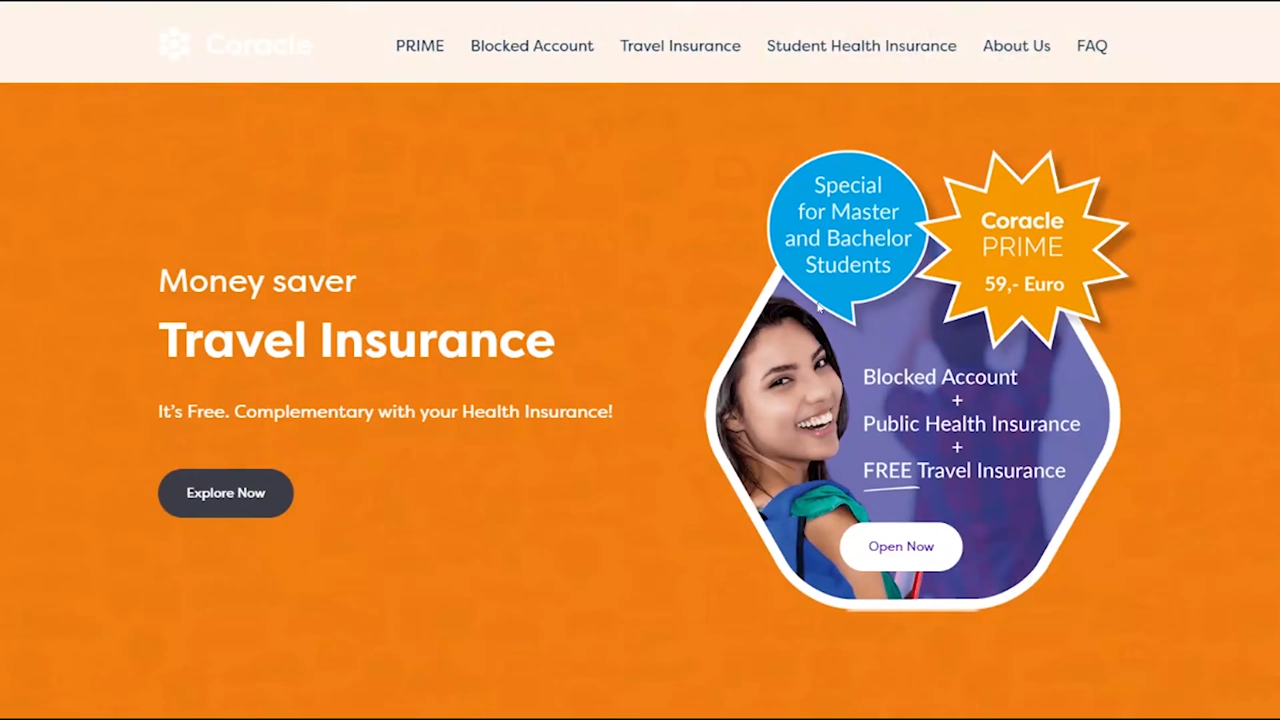 Coracle
PRIME
Blocked Account
Travel Insurance
Student Health Insurance
About Us
FAQ
Money saver
Travel Insurance
It's Free. Complementary with your Health Insurance!
Explore Now
Special
for Master
and Bachelor
Students
Coracle
PRIME
59,- Euro
Blocked Account
+
Public Health Insurance
+
FREE Travel Insurance
Open Now